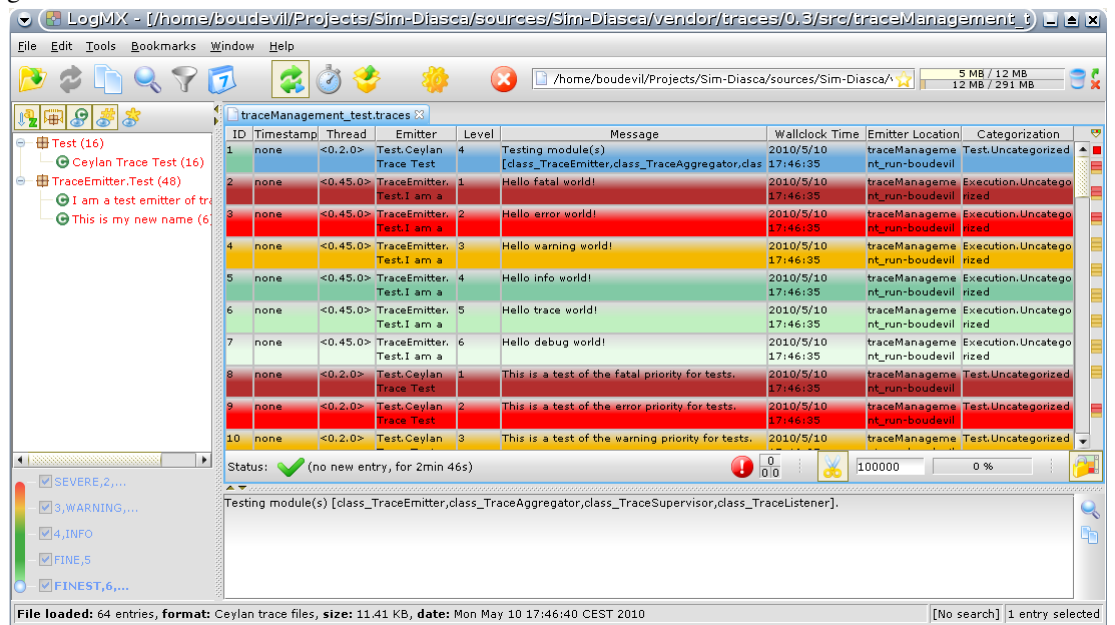 LogMX - [/home/boudevil/Projects/Sim-Diasca/sources/Sim-Diasca/vendor/traces/0.3/src/traceManagement_t
File Edit Tools Bookmarks Window Help
/home/boudevil/Projects/Sim-Diasca/sources/Sim-Diasca/
5 MB / 12 MB
12 MB / 291 MB
traceManagement_test.traces
Test (16)
Ceylan Trace Test (16)
TraceEmitter.Test (48)
I am a test emitter of tra
This is my new name (6
ID Timestamp Thread Emitter Level Message Wallclock Time Emitter Location Categorization
1 none <0.2.0> Test.Ceylan 4 Testing module(s) 2010/5/10 traceManageme Test.Uncategorized
Trace Test [class_TraceEmitter,class_TraceAggregator,clas 17:46:35 nt_run-boudevil
2 none <0.45.0> TraceEmitter. 1 Hello fatal world! 2010/5/10 traceManageme Execution.Uncatego
Test.I am a 17:46:35 nt_run-boudevil rized
3 none <0.45.0> TraceEmitter. 2 Hello error world! 2010/5/10 traceManageme Execution.Uncatego
Test.I am a 17:46:35 nt_run-boudevil rized
4 none <0.45.0> TraceEmitter. 3 Hello warning world! 2010/5/10 traceManageme Execution.Uncatego
Test.I am a 17:46:35 nt_run-boudevil rized
5 none <0.45.0> TraceEmitter. 4 Hello info world! 2010/5/10 traceManageme Execution.Uncatego
Test.I am a 17:46:35 nt_run-boudevil rized
6 none <0.45.0> TraceEmitter. 5 Hello trace world! 2010/5/10 traceManageme Execution.Uncatego
Test.I am a 17:46:35 nt_run-boudevil rized
7 none <0.45.0> TraceEmitter. 6 Hello debug world! 2010/5/10 traceManageme Execution.Uncatego
Test.I am a 17:46:35 nt_run-boudevil rized
8 none <0.2.0> Test.Ceylan 1 This is a test of the fatal priority for tests. 2010/5/10 traceManageme Test.Uncategorized
Trace Test 17:46:35 nt_run-boudevil
9 none <0.2.0> Test.Ceylan 2 This is a test of the error priority for tests. 2010/5/10 traceManageme Test.Uncategorized
Trace Test 17:46:35 nt_run-boudevil
10 none <0.2.0> Test.Ceylan 3 This is a test of the warning priority for tests. 2010/5/10 traceManageme Test.Uncategorized
Status: (no new entry, for 2min 46s) 0 0 0 100000 0 %
SEVERE,2,...
3,WARNING,...
4,INFO
FINE,5
FINEST,6,...
Testing module(s) [class_TraceEmitter,class_TraceAggregator,class_TraceSupervisor,class_TraceListener].
File loaded: 64 entries, format: Ceylan trace files, size: 11.41 KB, date: Mon May 10 17:46:40 CEST 2010 [No search] 1 entry selected